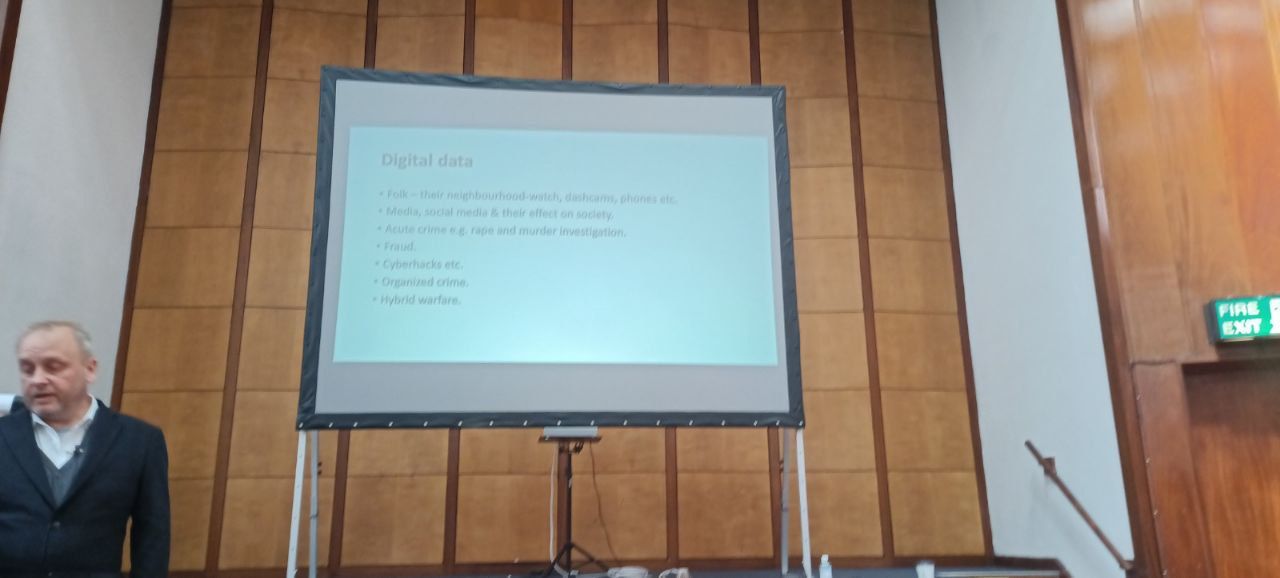 Digital data
• Folk – their neighbourhood-watch, dashcams, phones etc.
• Media, social media & their effect on society.
• Acute crime e.g. rape and murder investigation.
• Fraud.
• Cyberhacks etc.
• Organized crime.
• Hybrid warfare.
FIRE
EXIT